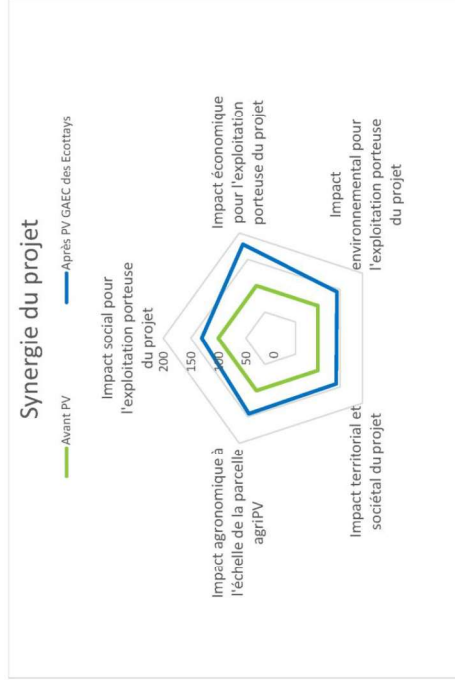 Synergie du projet
Avant PV
Après PV GAEC des Ecottays
Impact social pour
l'exploitation porteuse
du projet
200
150
100
50
0
Impact économique
pour l'exploitation
porteuse du projet
Impact
environnemental pour
l'exploitation porteuse
du projet
Impact territorial et
sociétal du projet
Impact agronomique à
l'échelle de la parcelle
agriPV